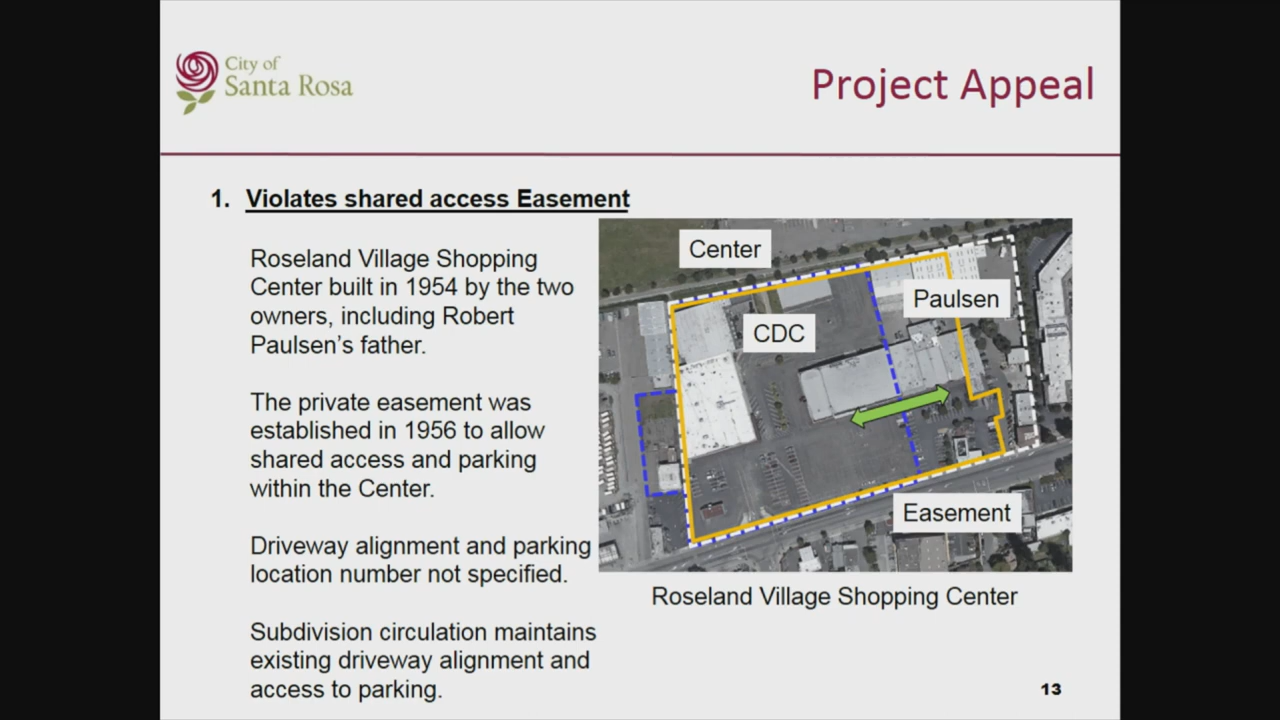 City of
Santa Rosa
Project Appeal
1. Violates shared access Easement
Roseland Village Shopping
Center built in 1954 by the two
owners, including Robert
Paulsen's father.
The private easement was
established in 1956 to allow
shared access and parking
within the Center.
Driveway alignment and parking
location number not specified.
Subdivision circulation maintains
existing driveway alignment and
access to parking.
Center
Paulsen
CDC
Easement
Roseland Village Shopping Center
13